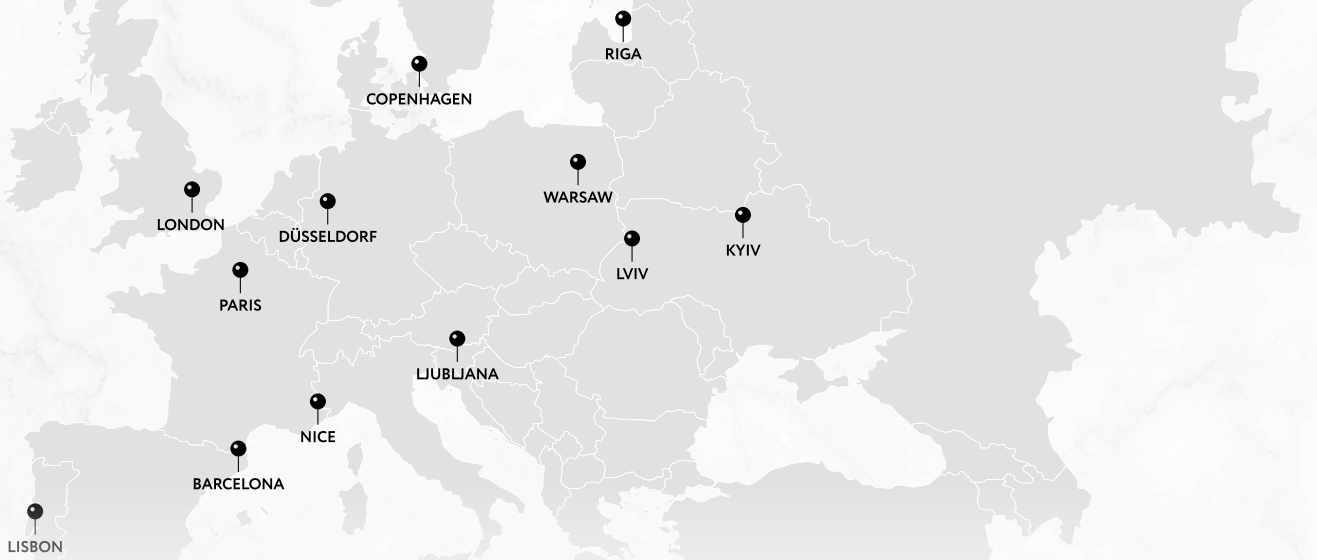 RIGA
COPENHAGEN
WARSAW
LONDON
DÜSSELDORF
KYIV
LVIV
PARIS
LJUBLJANA
NICE
BARCELONA
LISBON